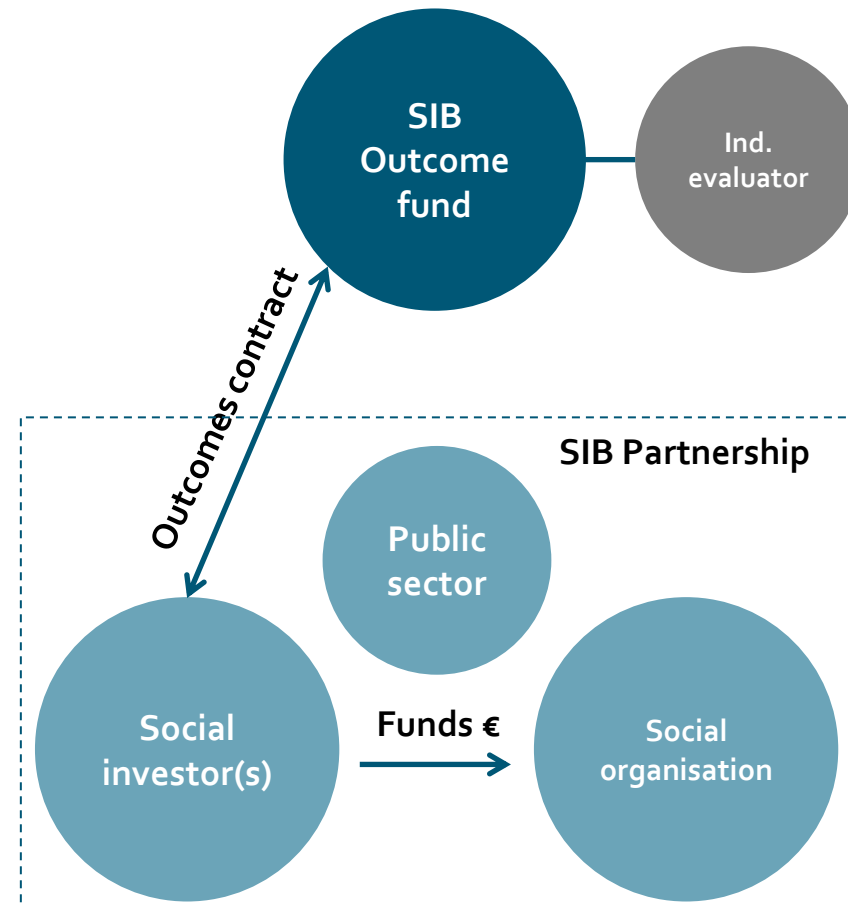 SIB
Outcome
fund
Ind.
evaluator
Outcomes contract
SIB Partnership
Public
sector
Social
investor(s)
Funds €
Social
organisation